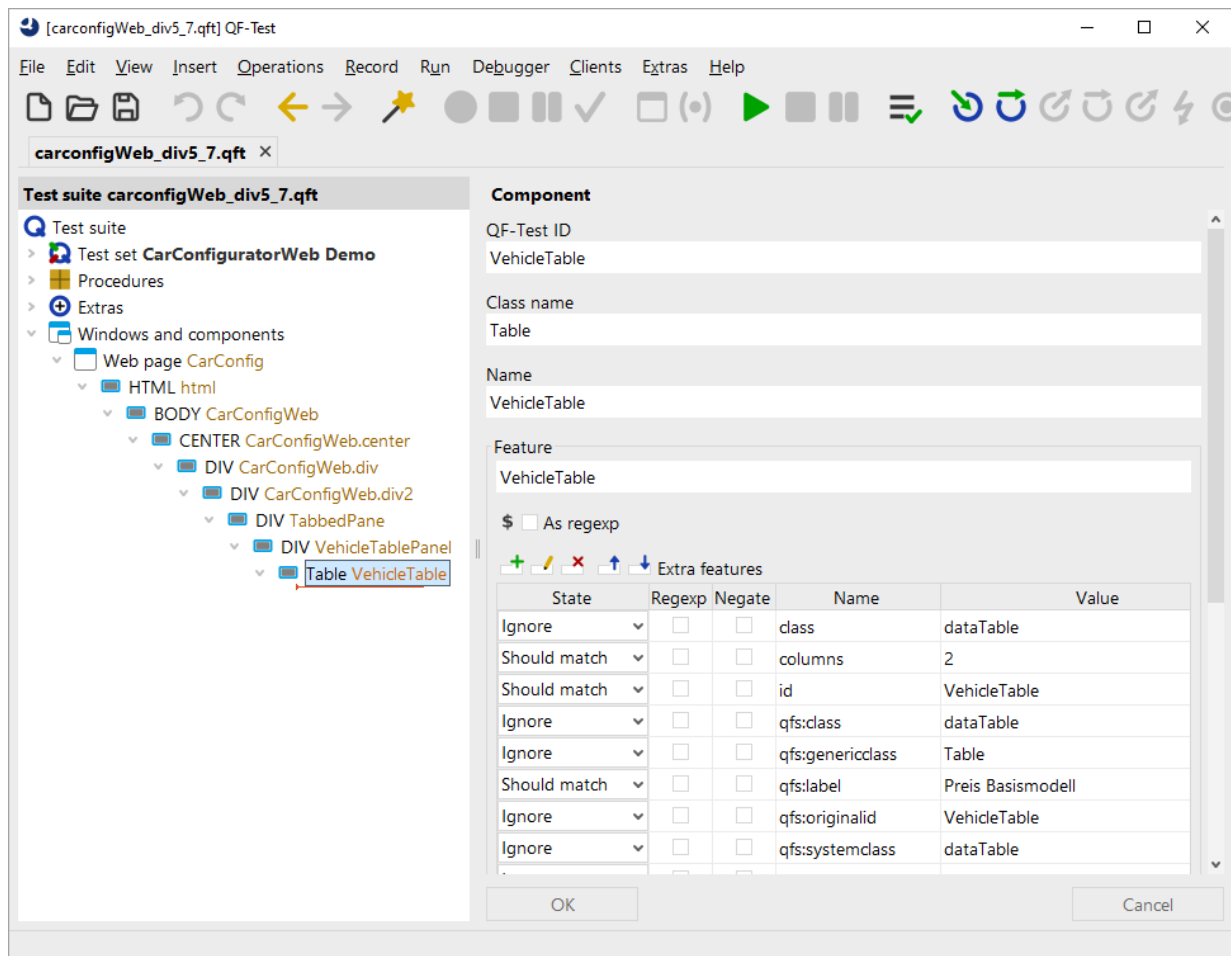 [carconfigWeb_div5_7.qft] QF-Test
File Edit View Insert Operations Record Run Debugger Clients Extras Help
carconfigWeb_div5_7.qft
Test suite carconfigWeb_div5_7.qft
Test suite
Test set CarConfiguratorWeb Demo
Procedures
Extras
Windows and components
Web page CarConfig
HTML html
BODY CarConfigWeb
CENTER CarConfigWeb.center
DIV CarConfigWeb.div
DIV CarConfigWeb.div2
DIV TabbedPane
DIV VehicleTablePanel
Table VehicleTable
Component
QF-Test ID
VehicleTable
Class name
Table
Name
VehicleTable
Feature
VehicleTable
$ As regexp
Extra features
State Regexp Negate Name Value
Ignore class dataTable
Should match columns 2
Should match id VehicleTable
Ignore qfs:class dataTable
Ignore qfs:genericclass Table
Should match qfs:label Preis Basismodell
Ignore qfs:originalid VehicleTable
Ignore qfs:systemclass dataTable
OK Cancel